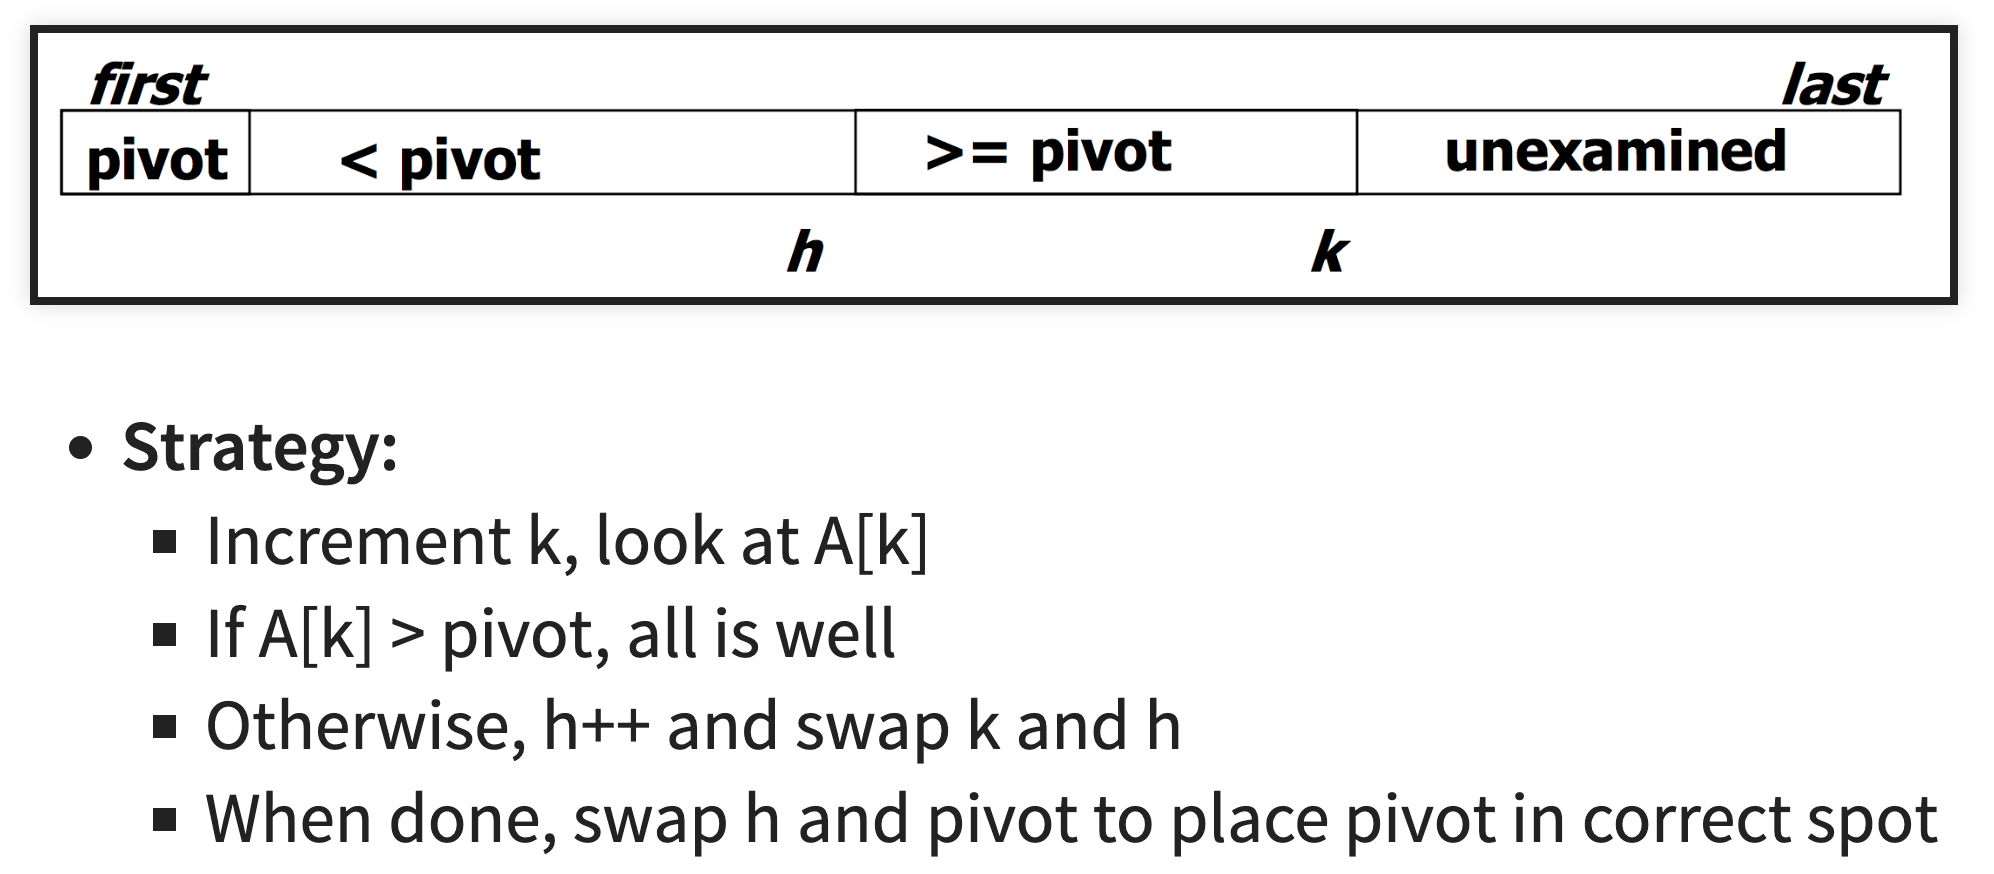 first last
pivot < pivot >= pivot unexamined
h k
• Strategy:
▪ Increment k, look at A[k]
▪ If A[k] > pivot, all is well
▪ Otherwise, h++ and swap k and h
▪ When done, swap h and pivot to place pivot in correct spot